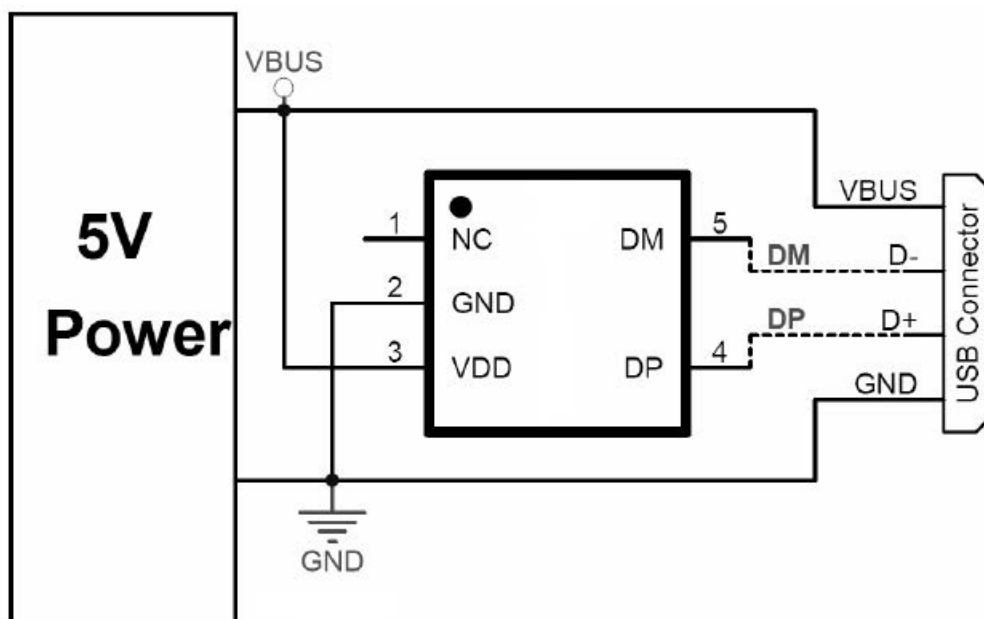 VBUS
5V
Power
1
NC
2
GND
3
VDD
DM
5
DP
4
DM
DP
VBUS
D-
D+
GND
USB Connector
GND